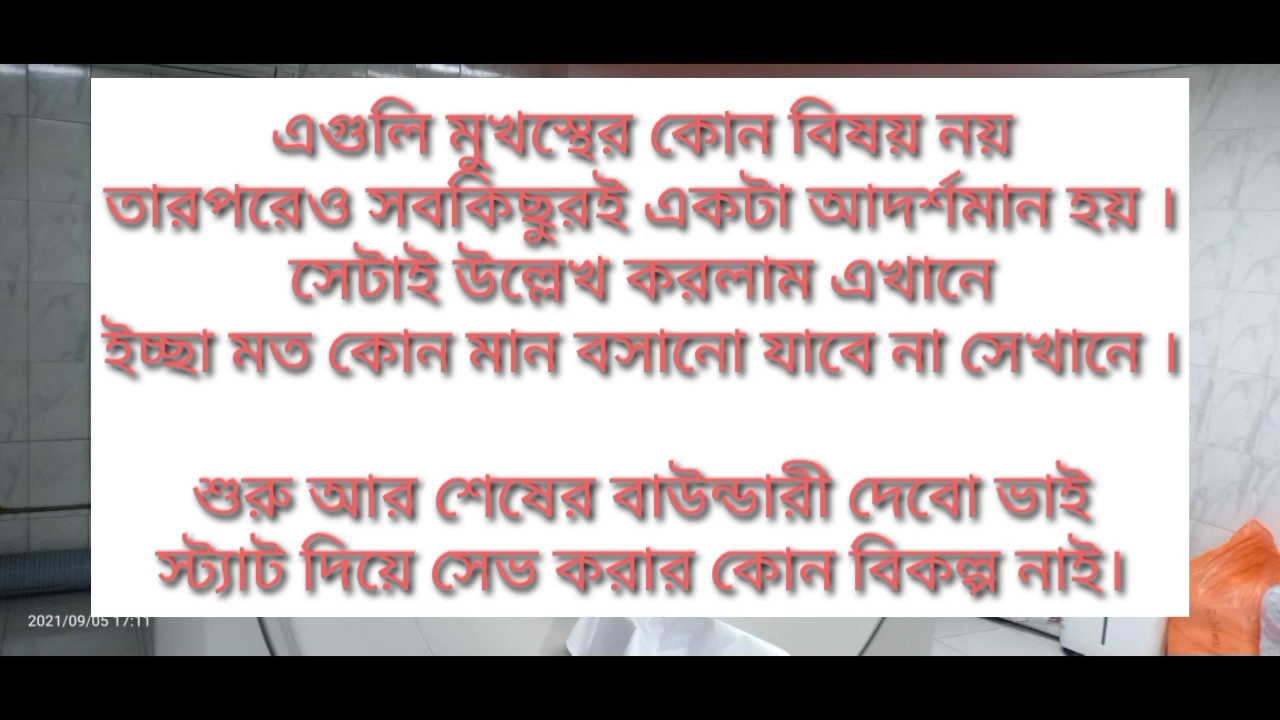 এগুলি মুখস্থের কোন বিষয় নয়
তারপরেও সবকিছুরই একটা আদর্শমান হয় ।
সেটাই উল্লেখ করলাম এখানে
ইচ্ছা মত কোন মান বসানো যাবে না সেখানে ।
শুরু আর শেষের বাউন্ডারী দেবো ভাই
স্ট্যাট দিয়ে সেভ করার কোন বিকল্প নাই।
2021/09/05 17:11